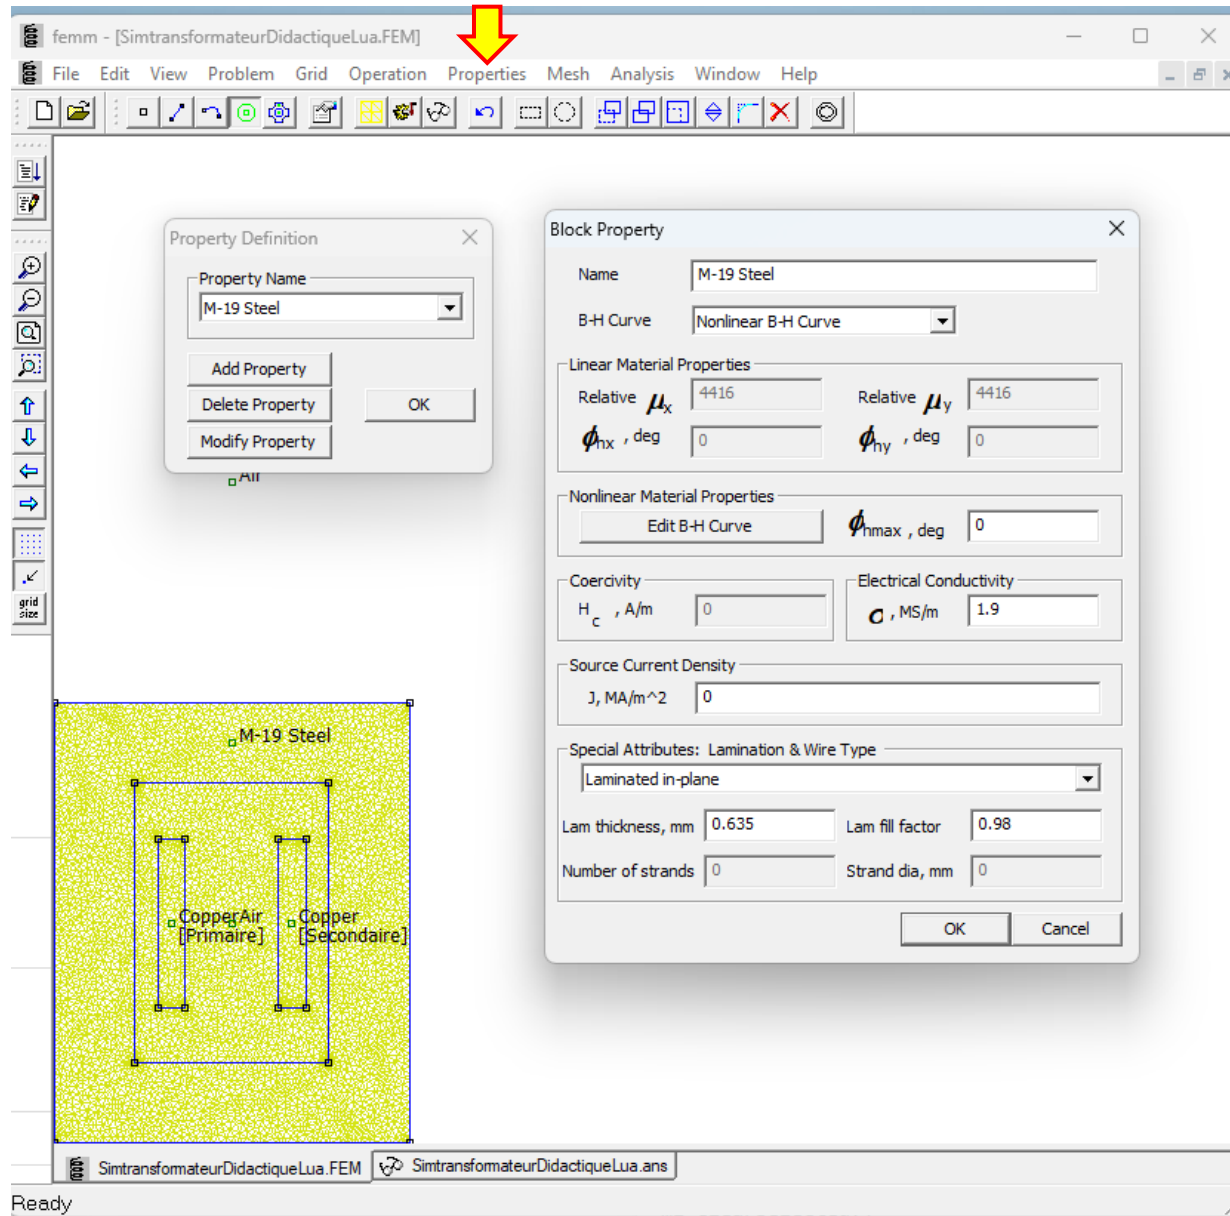 femm - [SimtransformateurDidactiqueLua.FEM]
File Edit View Problem Grid Operation Properties Mesh Analysis Window Help
grid
size
Property Definition
Property Name
M-19 Steel
Add Property
Delete Property
OK
Modify Property
Air
Block Property
Name
M-19 Steel
B-H Curve
Nonlinear B-H Curve
Linear Material Properties
Relative μx 4416
Relative μy 4416
ϕhx , deg 0
ϕhy , deg 0
Nonlinear Material Properties
Edit B-H Curve
ϕhmax , deg 0
Coercivity
Hc , A/m 0
Electrical Conductivity
σ , MS/m 1.9
Source Current Density
J, MA/m^2 0
Special Attributes: Lamination & Wire Type
Laminated in-plane
Lam thickness, mm 0.635
Lam fill factor 0.98
Number of strands 0
Strand dia, mm 0
OK Cancel
M-19 Steel
CopperAir
[Primaire]
Copper
[Secondaire]
SimtransformateurDidactiqueLua.FEM
SimtransformateurDidactiqueLua.ans
Ready